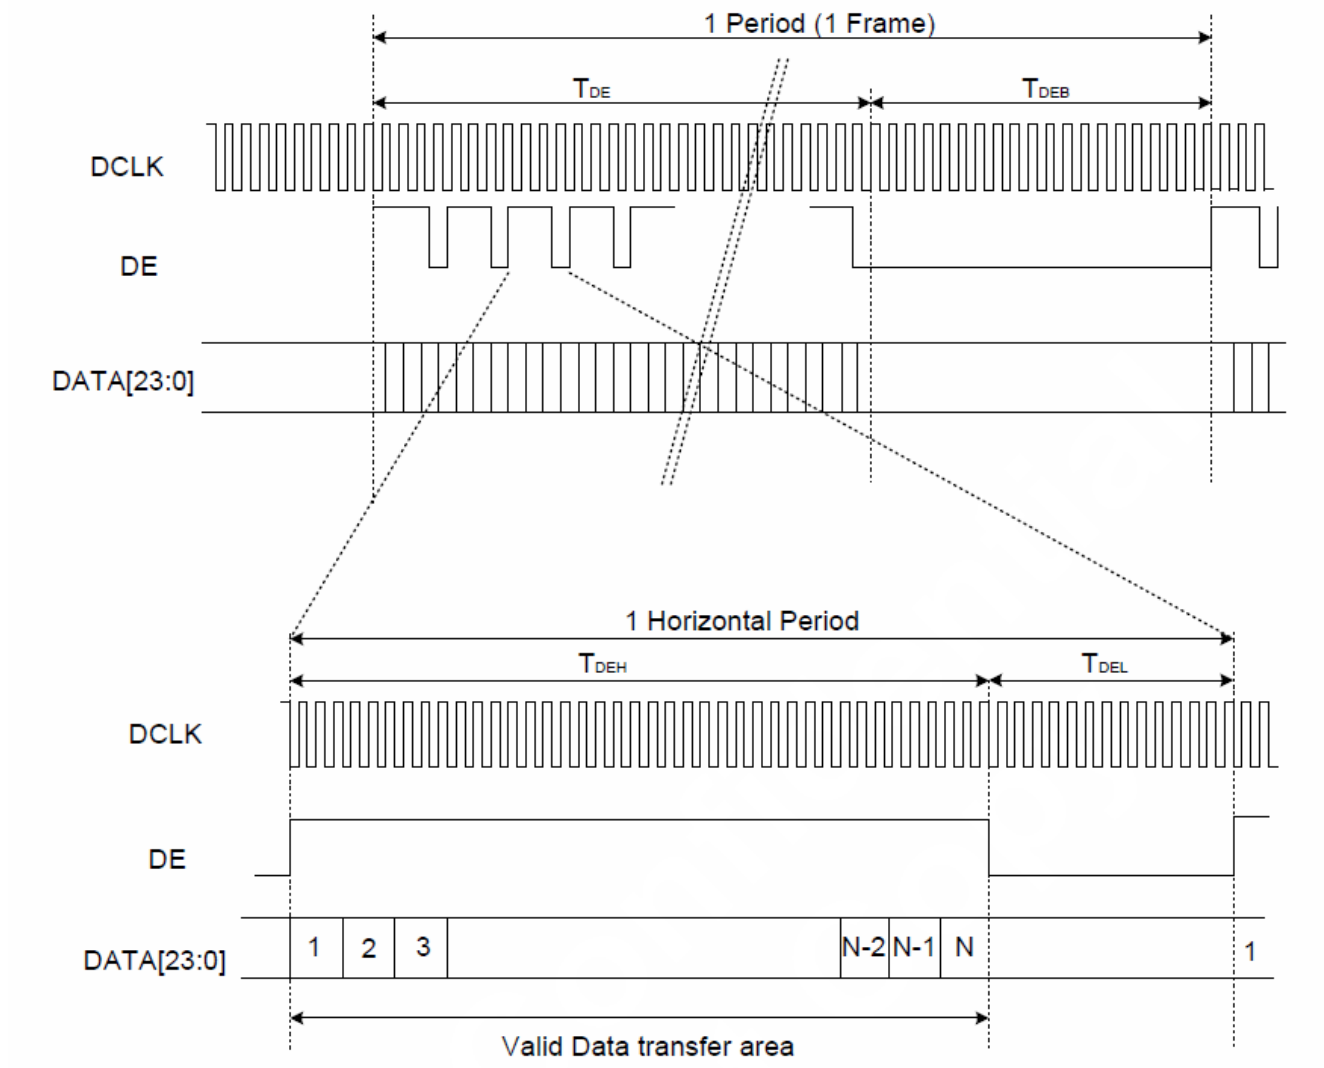 1 Period (1 Frame)
TDE
TDEB
DCLK
DE
DATA[23:0]
1 Horizontal Period
TDEH
TDEL
DCLK
DE
DATA[23:0]
1 2 3 N-2 N-1 N 1
Valid Data transfer area